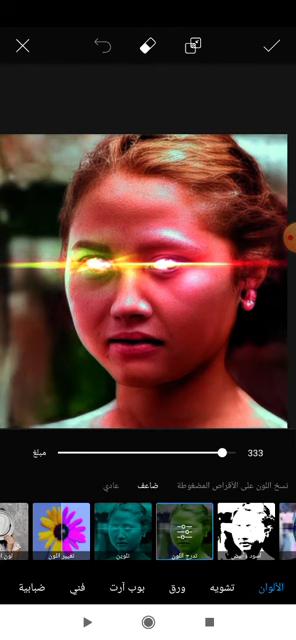 مبلغ 333
نسخ اللون على الأقراص المضغوطة ضاعف عادي
أسود وأبيض تدرج اللون تلوين تغيير اللون
الألوان تشويه ورق بوب آرت فني ضبابية